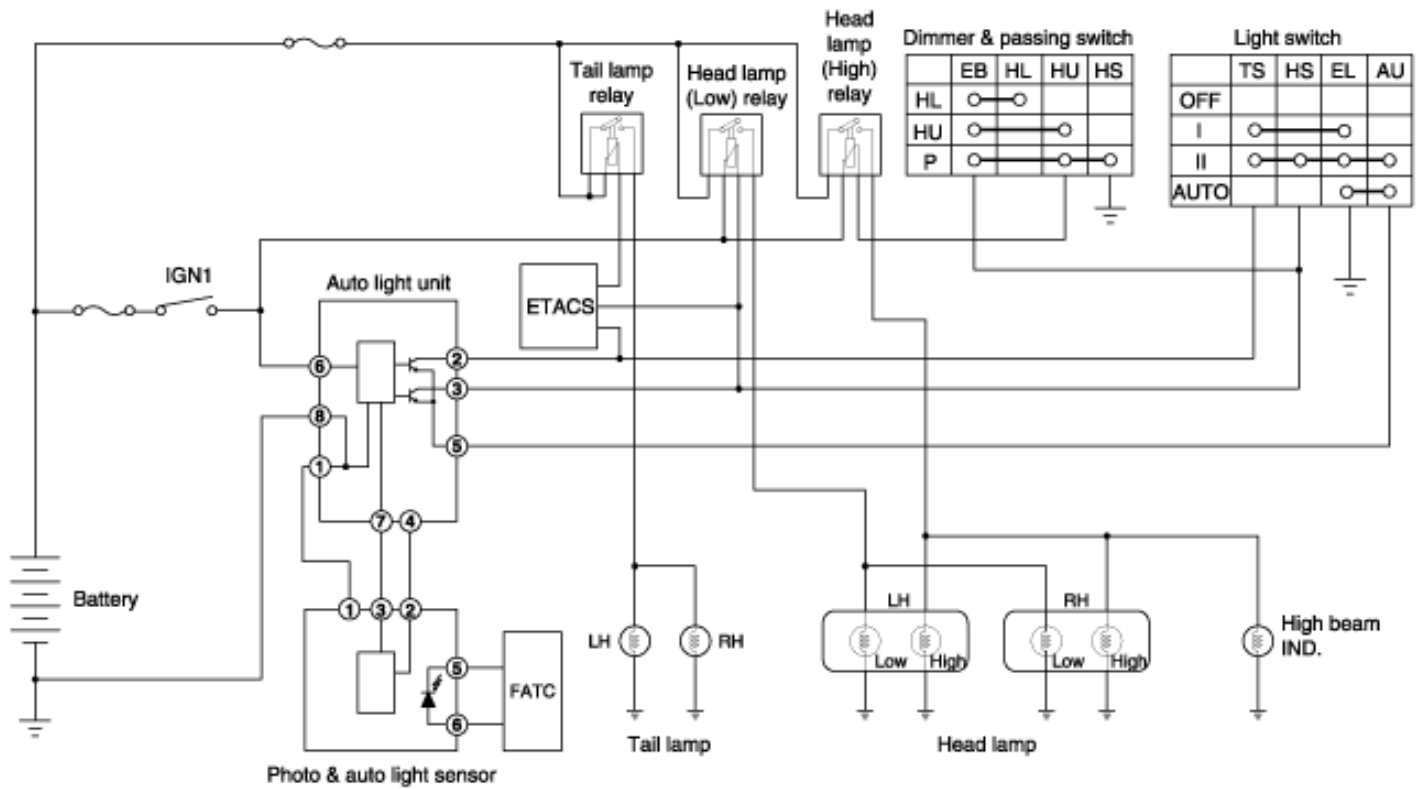 Head
lamp
(High)
relay
Tail lamp
relay
Head lamp
(Low) relay
Dimmer & passing switch
EB HL HU HS
HL
HU
P
Light switch
TS HS EL AU
OFF
I
II
AUTO
IGN1
Auto light unit
ETACS
6
2
3
8
5
1
7 4
Battery
1 3 2
5
6
FATC
Photo & auto light sensor
LH
RH
Tail lamp
LH
Low High
RH
Low High
Head lamp
High beam
IND.